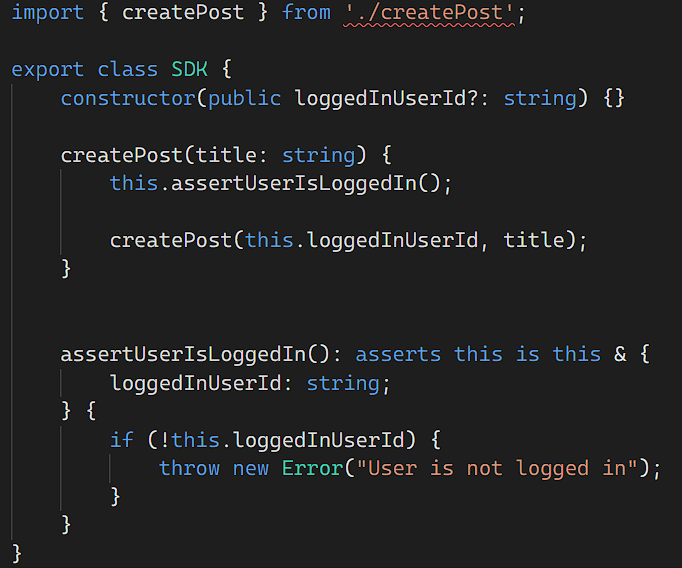 import { createPost } from './createPost';
export class SDK {
constructor(public loggedInUserId?: string) {}
createPost(title: string) {
this.assertUserIsLoggedIn();
createPost(this.loggedInUserId, title);
}
assertUserIsLoggedIn(): asserts this is this & {
loggedInUserId: string;
} {
if (!this.loggedInUserId) {
throw new Error("User is not logged in");
}
}
}